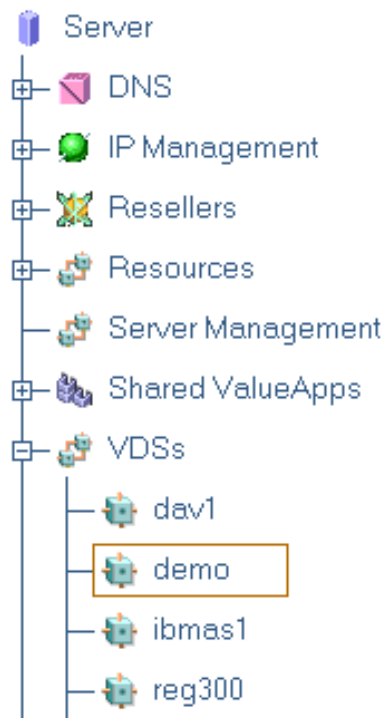 Server
DNS
IP Management
Resellers
Resources
Server Management
Shared ValueApps
VDSs
dav1
demo
ibmas1
reg300